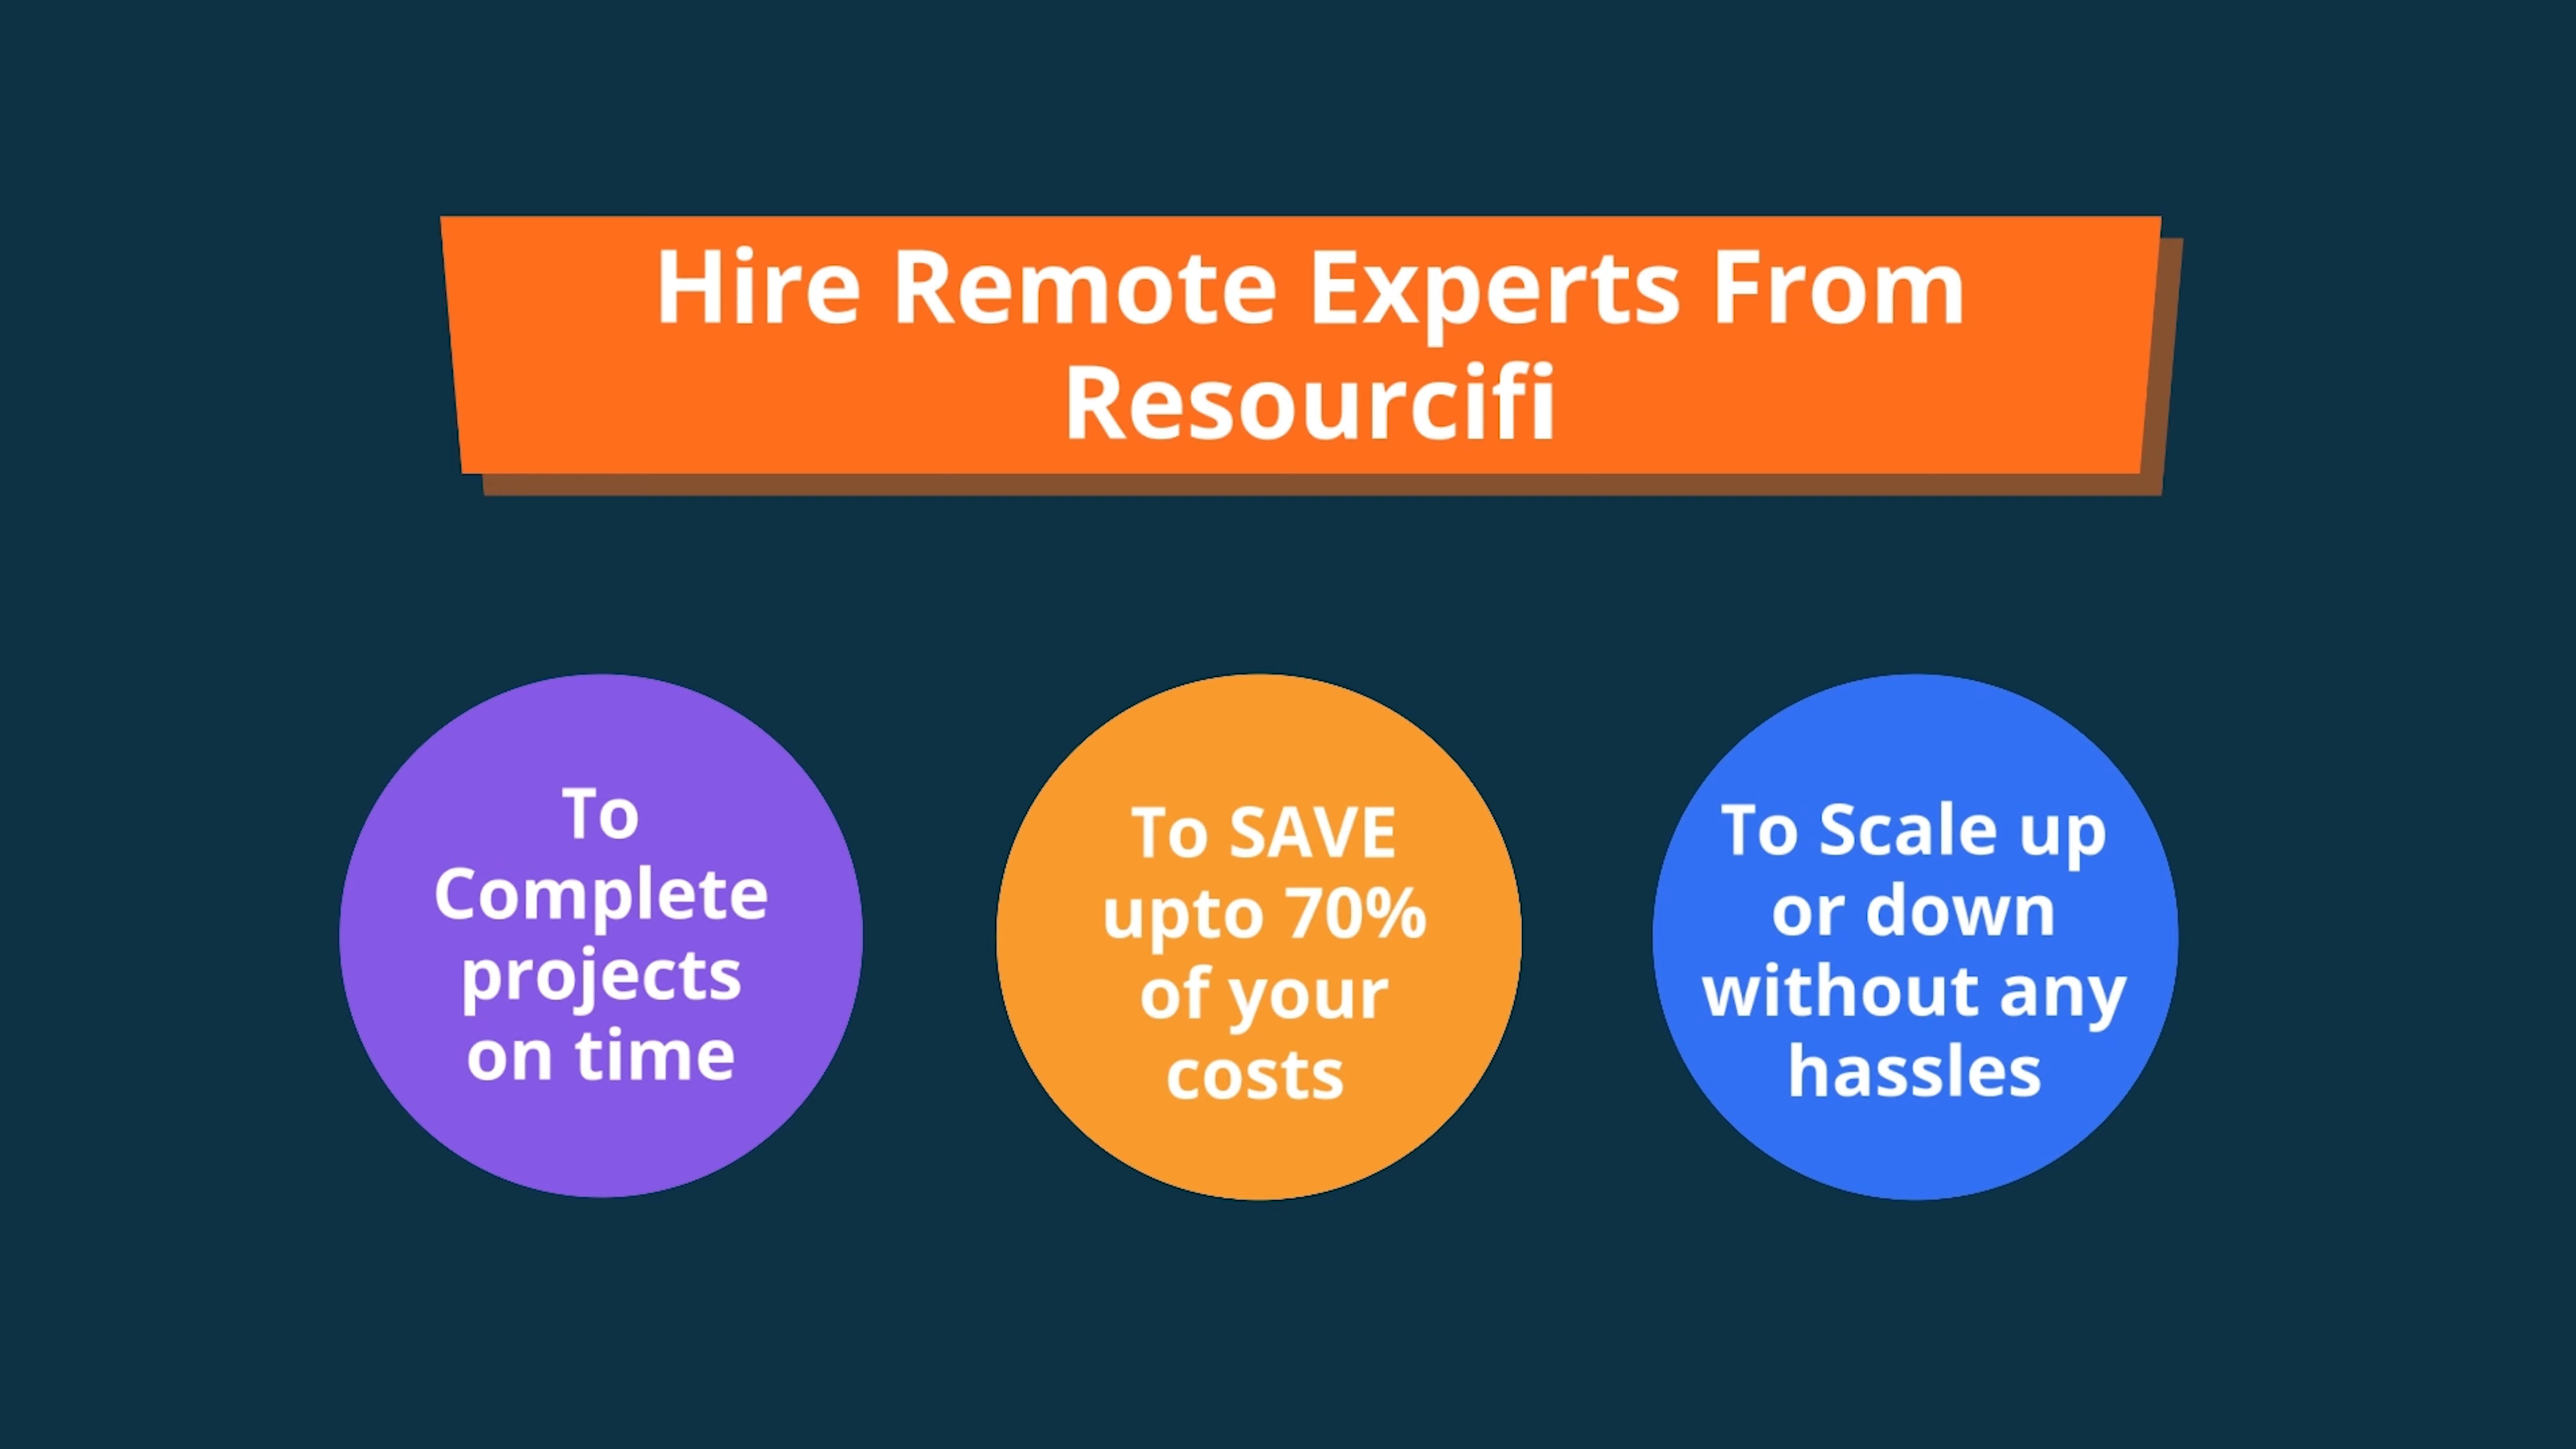 Hire Remote Experts From
Resourcifi
To
Complete
projects
on time
To SAVE
upto 70%
of your
costs
To Scale up
or down
without any
hassles